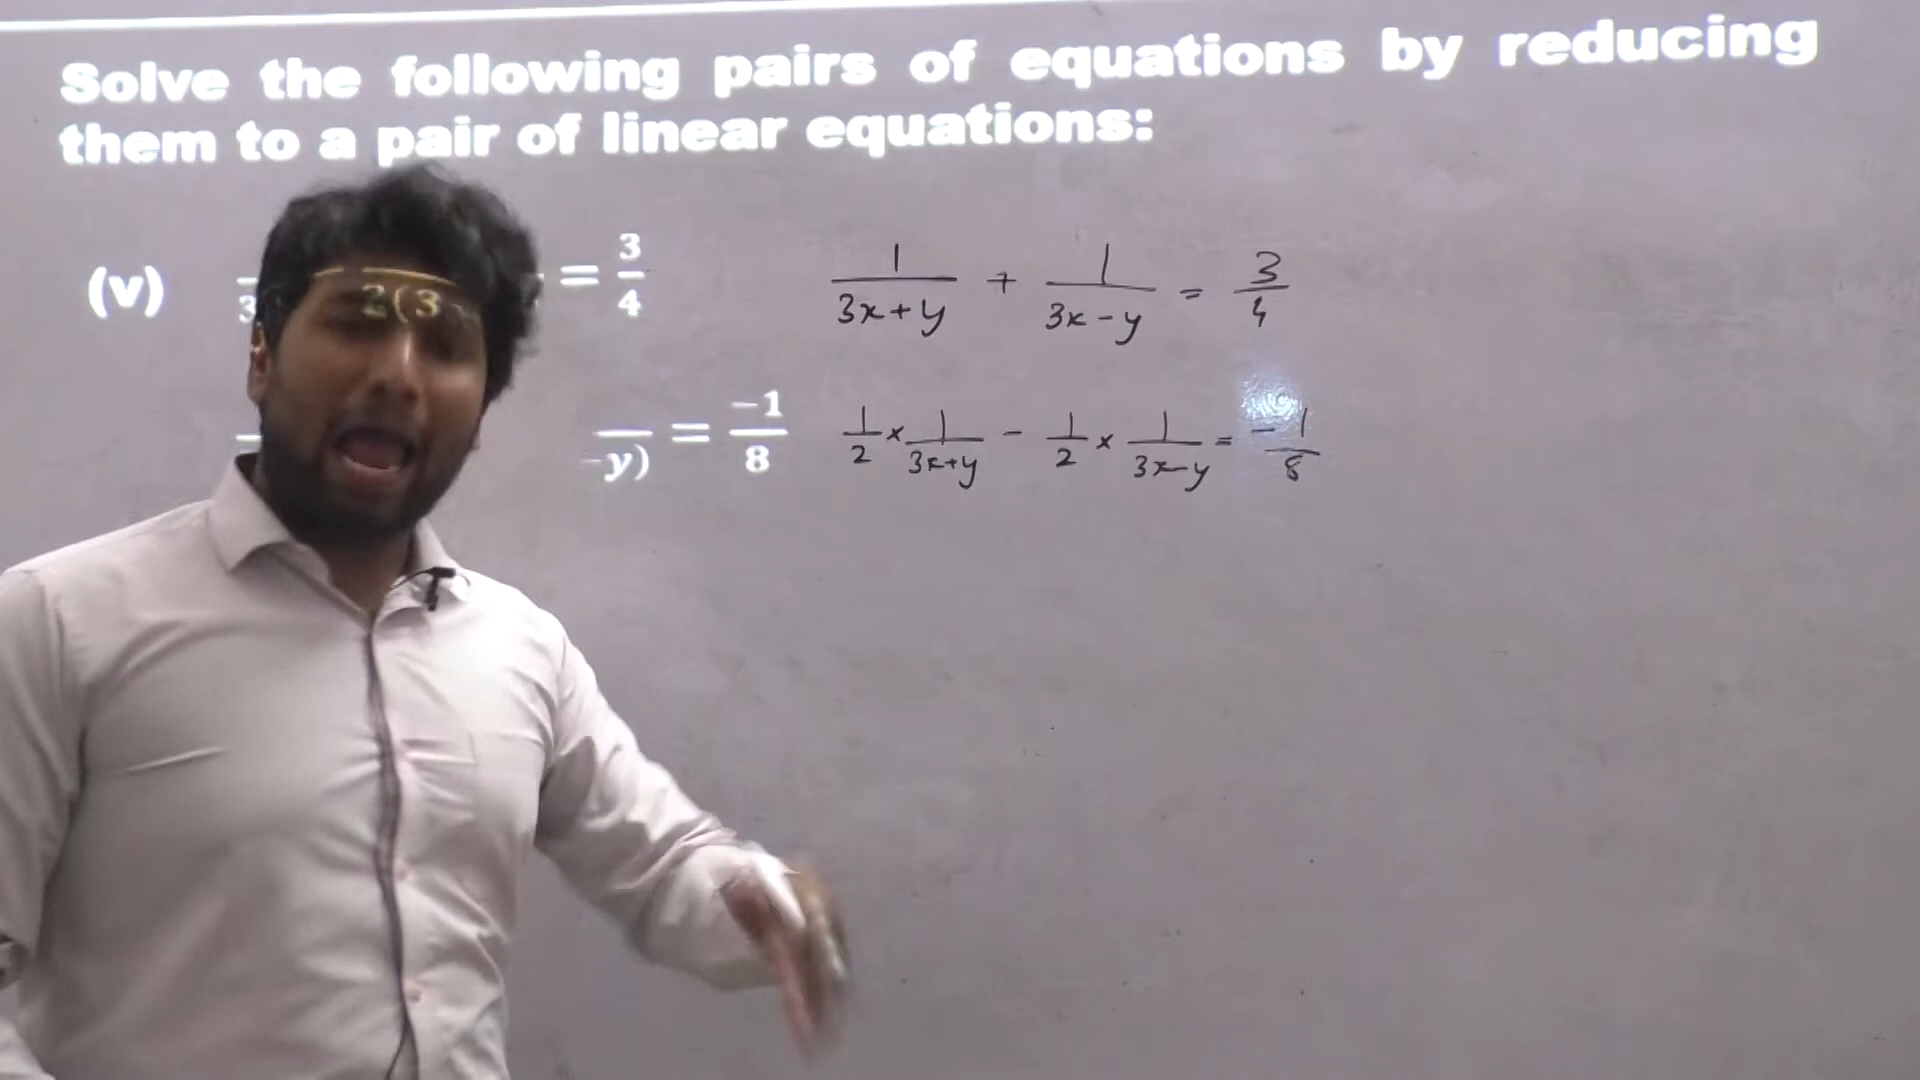 Solve the following pairs of equations by reducing
them to a pair of linear equations:
(v) 3 2(3 = 3/4
-y) = -1/8
1/(3x+y) + 1/(3x-y) = 3/4
1/2 × 1/(3x+y) - 1/2 × 1/(3x-y) = -1/8